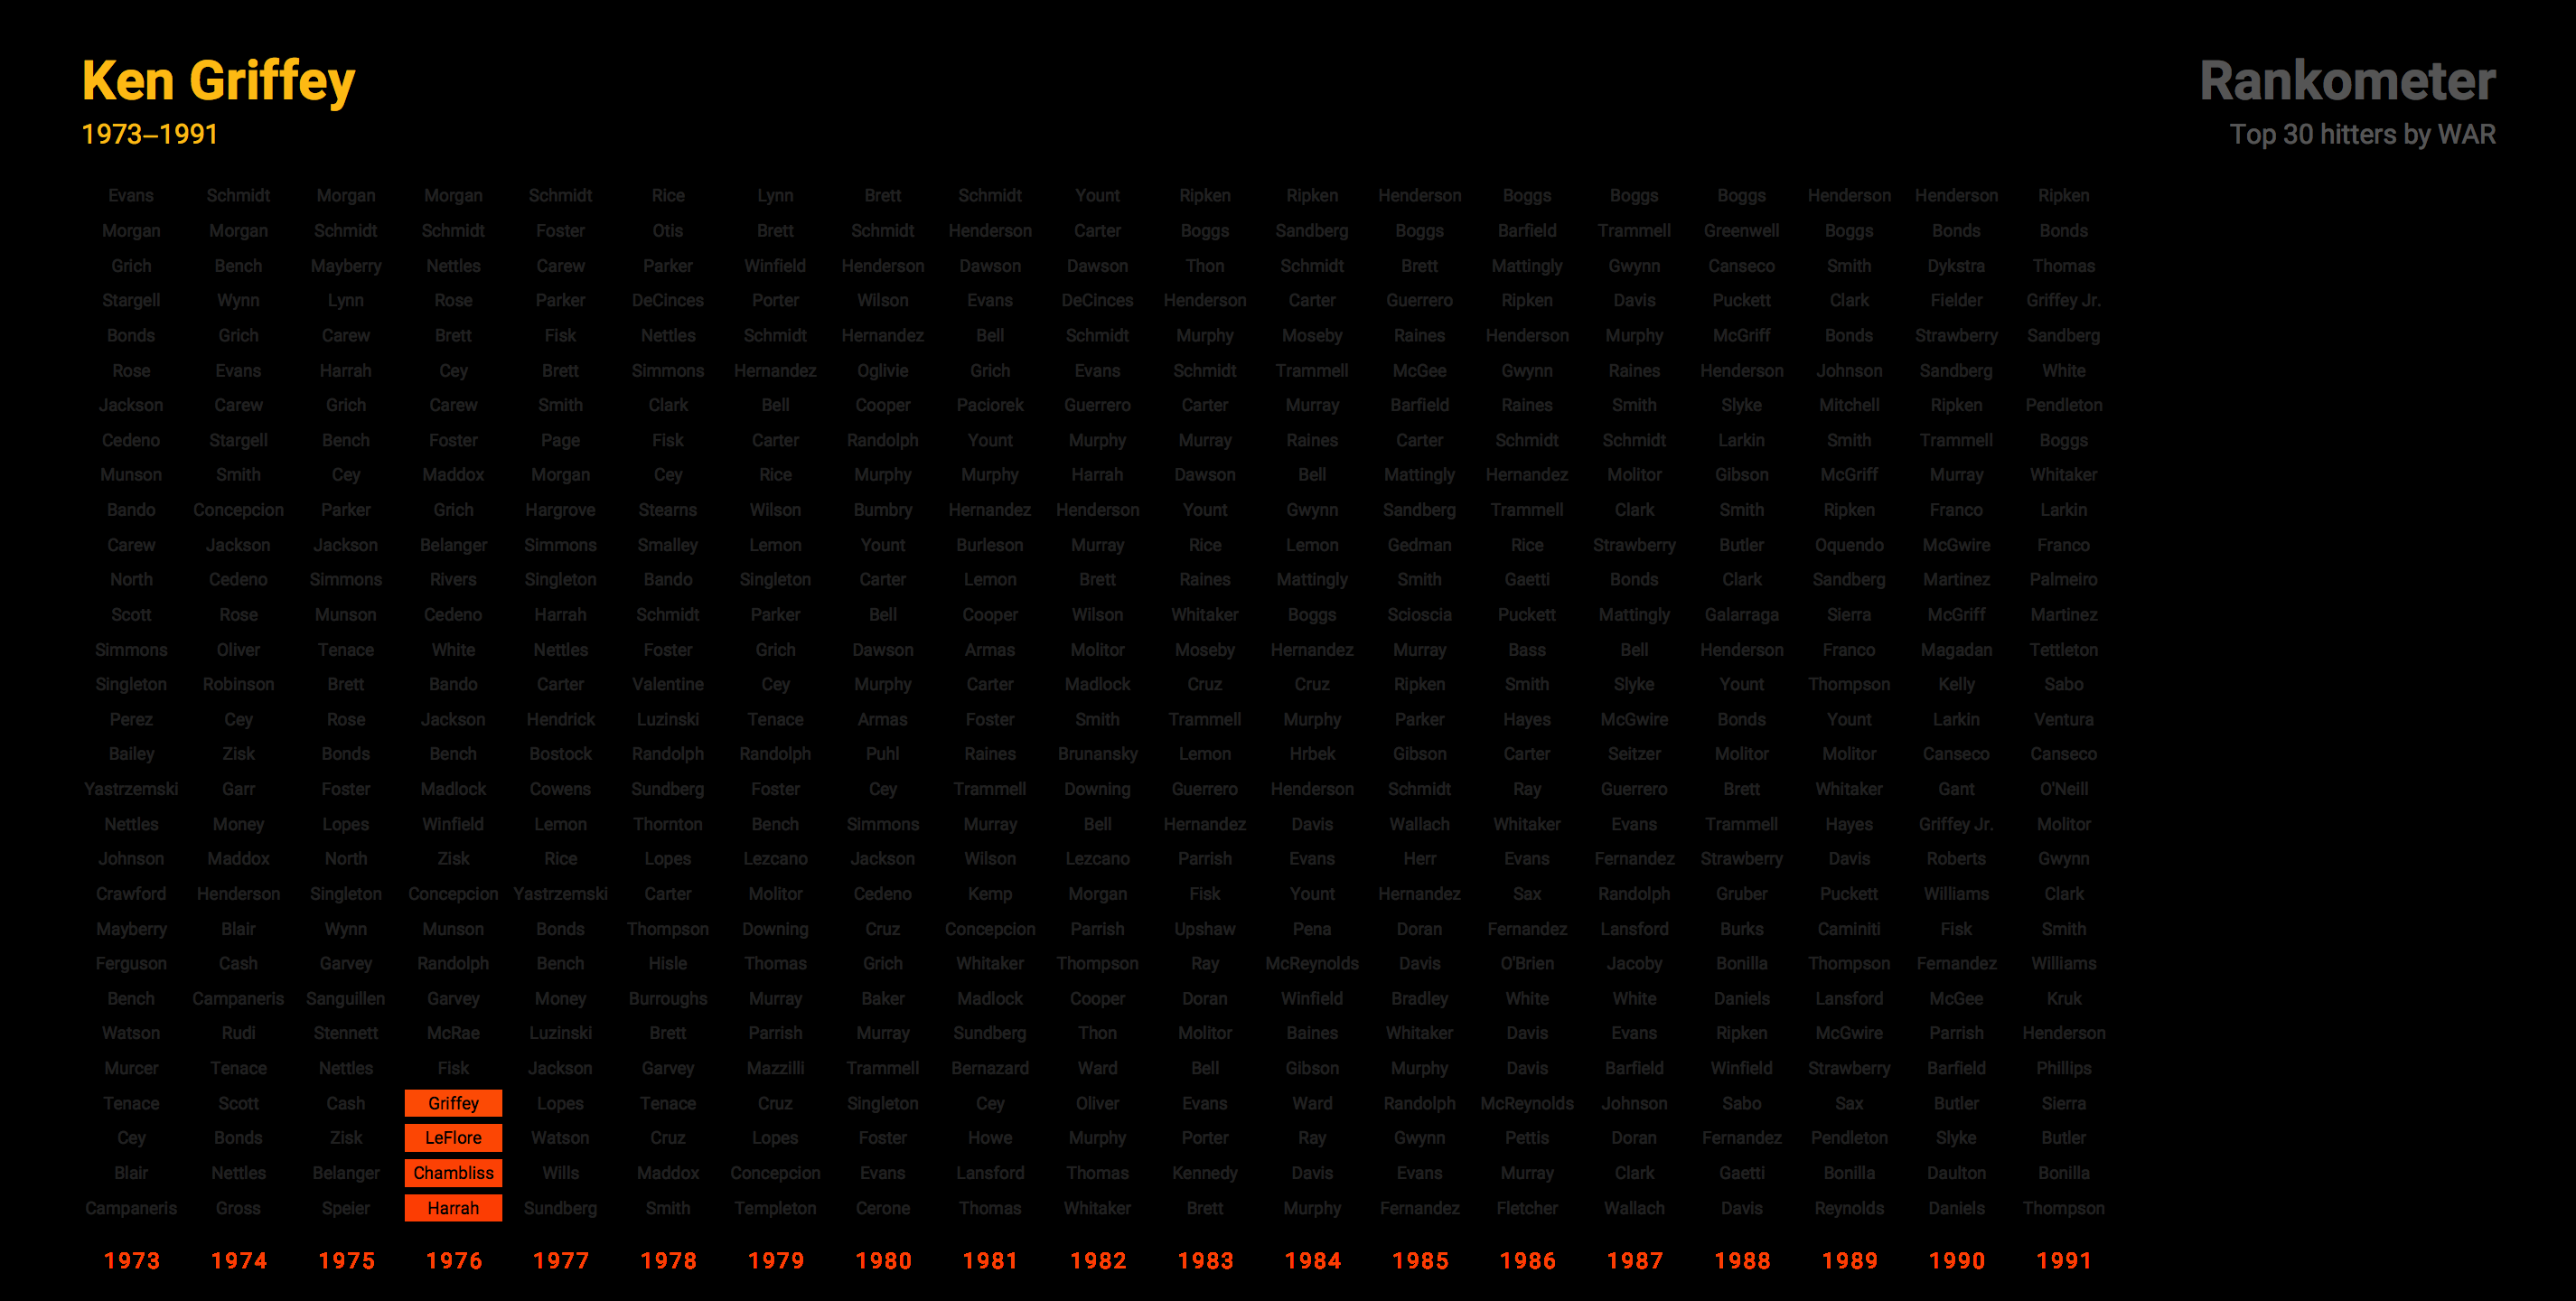 Ken Griffey
1973–1991
Rankometer
Top 30 hitters by WAR
Evans Schmidt Morgan Morgan Schmidt Rice Lynn Brett Schmidt Yount Ripken Ripken Henderson Boggs Boggs Boggs Henderson Henderson Ripken
Morgan Morgan Schmidt Schmidt Foster Otis Brett Schmidt Henderson Carter Boggs Sandberg Boggs Barfield Trammell Greenwell Boggs Bonds Bonds
Grich Bench Mayberry Nettles Carew Parker Winfield Henderson Dawson Dawson Thon Schmidt Brett Mattingly Gwynn Canseco Smith Dykstra Thomas
Stargell Wynn Lynn Rose Parker DeCinces Porter Wilson Evans DeCinces Henderson Carter Guerrero Ripken Davis Puckett Clark Fielder Griffey Jr.
Bonds Grich Carew Brett Fisk Nettles Schmidt Hernandez Bell Schmidt Murphy Moseby Raines Henderson Murphy McGriff Bonds Strawberry Sandberg
Rose Evans Harrah Cey Brett Simmons Hernandez Oglivie Grich Evans Schmidt Trammell McGee Gwynn Raines Henderson Johnson Sandberg White
Jackson Carew Grich Carew Smith Clark Bell Cooper Paciorek Guerrero Carter Murray Barfield Raines Smith Slyke Mitchell Ripken Pendleton
Cedeno Stargell Bench Foster Page Fisk Carter Randolph Yount Murphy Murray Raines Carter Schmidt Schmidt Larkin Smith Trammell Boggs
Munson Smith Cey Maddox Morgan Cey Rice Murphy Murphy Harrah Dawson Bell Mattingly Hernandez Molitor Gibson McGriff Murray Whitaker
Bando Concepcion Parker Grich Hargrove Stearns Wilson Bumbry Hernandez Henderson Yount Gwynn Sandberg Trammell Clark Smith Ripken Franco Larkin
Carew Jackson Jackson Belanger Simmons Smalley Lemon Yount Burleson Murray Rice Lemon Gedman Rice Strawberry Butler Oquendo McGwire Franco
North Cedeno Simmons Rivers Singleton Bando Singleton Carter Lemon Brett Raines Mattingly Smith Gaetti Bonds Clark Sandberg Martinez Palmeiro
Scott Rose Munson Cedeno Harrah Schmidt Parker Bell Cooper Wilson Whitaker Boggs Scioscia Puckett Mattingly Galarraga Sierra McGriff Martinez
Simmons Oliver Tenace White Nettles Foster Grich Dawson Armas Molitor Moseby Hernandez Murray Bass Bell Henderson Franco Magadan Tettleton
Singleton Robinson Brett Bando Carter Valentine Cey Murphy Carter Madlock Cruz Cruz Ripken Smith Slyke Yount Thompson Kelly Sabo
Perez Cey Rose Jackson Hendrick Luzinski Tenace Armas Foster Smith Trammell Murphy Parker Hayes McGwire Bonds Yount Larkin Ventura
Bailey Zisk Bonds Bench Bostock Randolph Randolph Puhl Raines Brunansky Lemon Hrbek Gibson Carter Seitzer Molitor Molitor Canseco Canseco
Yastrzemski Garr Foster Madlock Cowens Sundberg Foster Cey Trammell Downing Guerrero Henderson Schmidt Ray Guerrero Brett Whitaker Gant O'Neill
Nettles Money Lopes Winfield Lemon Thornton Bench Simmons Murray Bell Hernandez Davis Wallach Whitaker Evans Trammell Hayes Griffey Jr. Molitor
Johnson Maddox North Zisk Rice Lopes Lezcano Jackson Wilson Lezcano Parrish Evans Herr Evans Fernandez Strawberry Davis Roberts Gwynn
Crawford Henderson Singleton Concepcion Yastrzemski Carter Molitor Cedeno Kemp Morgan Fisk Yount Hernandez Sax Randolph Gruber Puckett Williams Clark
Mayberry Blair Wynn Munson Bonds Thompson Downing Cruz Concepcion Parrish Upshaw Pena Doran Fernandez Lansford Burks Caminiti Fisk Smith
Ferguson Cash Garvey Randolph Bench Hisle Thomas Grich Whitaker Thompson Ray McReynolds Davis O'Brien Jacoby Bonilla Thompson Fernandez Williams
Bench Campaneris Sanguillen Garvey Money Burroughs Murray Baker Madlock Cooper Doran Winfield Bradley White White Daniels Lansford McGee Kruk
Watson Rudi Stennett McRae Luzinski Brett Parrish Murray Sundberg Thon Molitor Baines Whitaker Davis Evans Ripken McGwire Parrish Henderson
Murcer Tenace Nettles Fisk Jackson Garvey Mazzilli Trammell Bernazard Ward Bell Gibson Murphy Davis Barfield Winfield Strawberry Barfield Phillips
Tenace Scott Cash Griffey Lopes Tenace Cruz Singleton Cey Oliver Evans Ward Randolph McReynolds Johnson Sabo Sax Butler Sierra
Cey Bonds Zisk LeFlore Watson Cruz Lopes Foster Howe Murphy Porter Ray Gwynn Pettis Doran Fernandez Pendleton Slyke Butler
Blair Nettles Belanger Chambliss Wills Maddox Concepcion Evans Lansford Thomas Kennedy Davis Evans Murray Clark Gaetti Bonilla Daulton Bonilla
Campaneris Gross Speier Harrah Sundberg Smith Templeton Cerone Thomas Whitaker Brett Murphy Fernandez Fletcher Wallach Davis Reynolds Daniels Thompson
1973 1974 1975 1976 1977 1978 1979 1980 1981 1982 1983 1984 1985 1986 1987 1988 1989 1990 1991